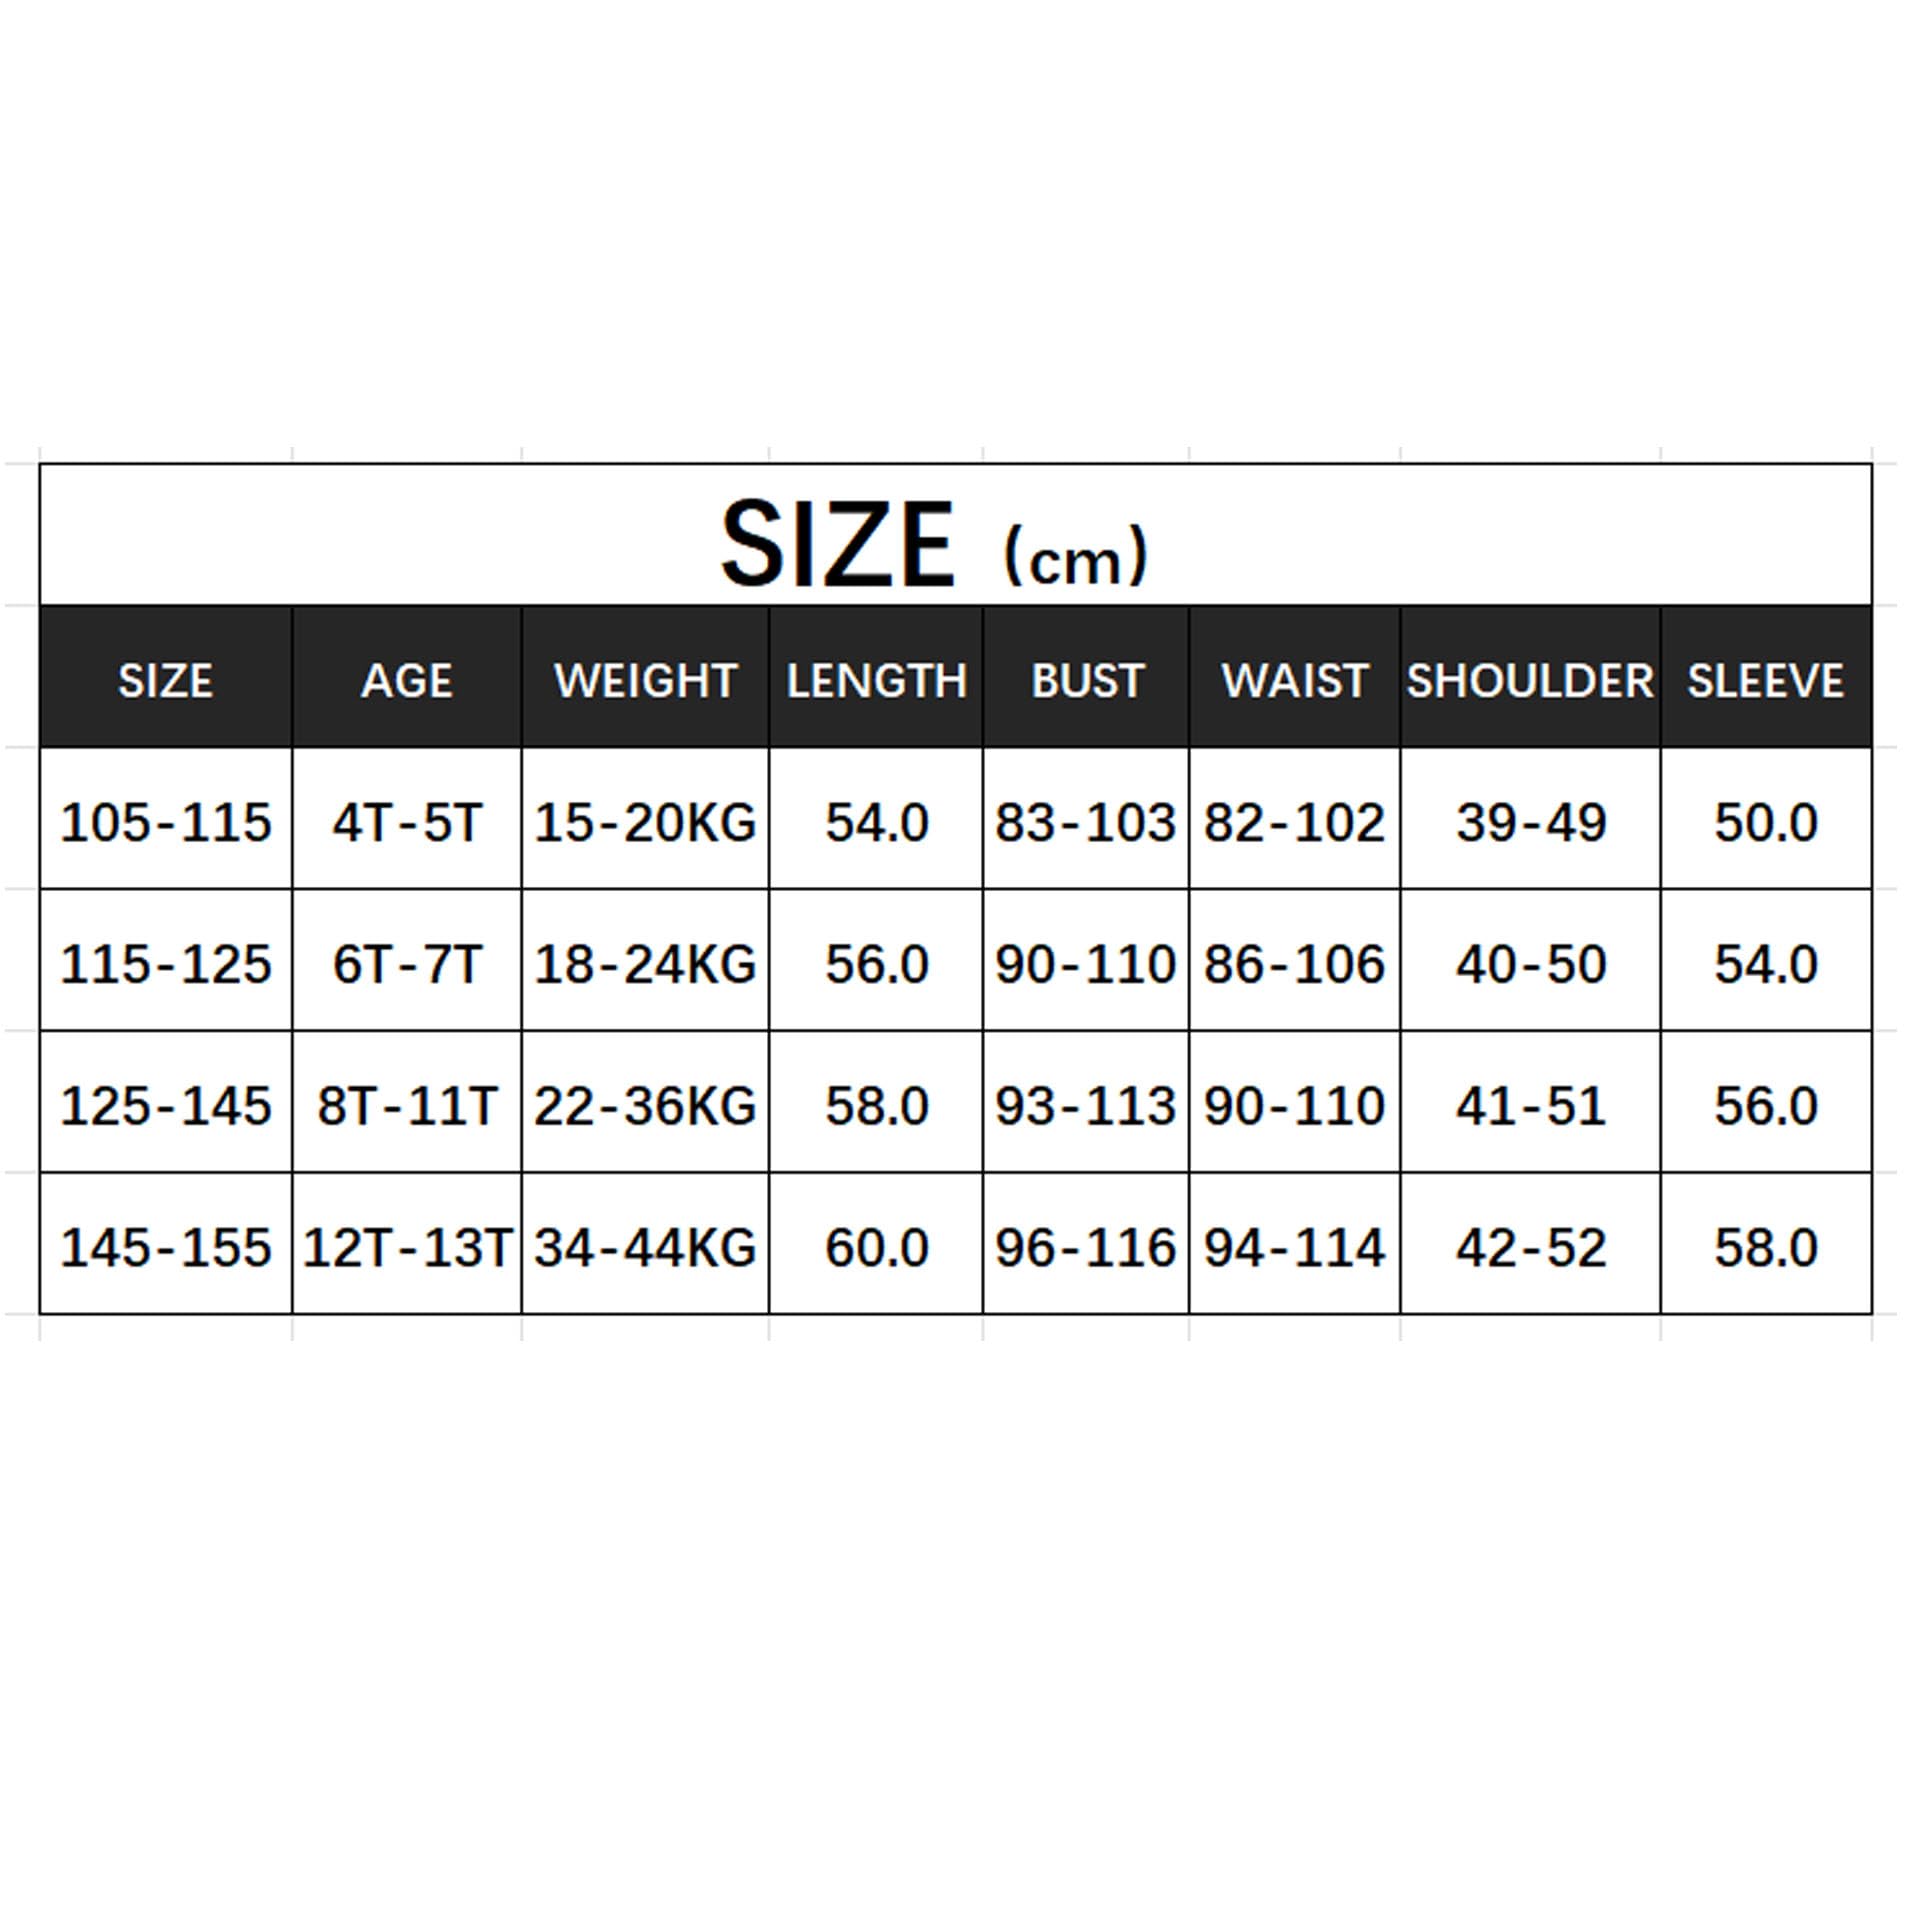 SIZE (cm)
SIZE AGE WEIGHT LENGTH BUST WAIST SHOULDER SLEEVE
105-115 4T-5T 15-20KG 54.0 83-103 82-102 39-49 50.0
115-125 6T-7T 18-24KG 56.0 90-110 86-106 40-50 54.0
125-145 8T-11T 22-36KG 58.0 93-113 90-110 41-51 56.0
145-155 12T-13T 34-44KG 60.0 96-116 94-114 42-52 58.0